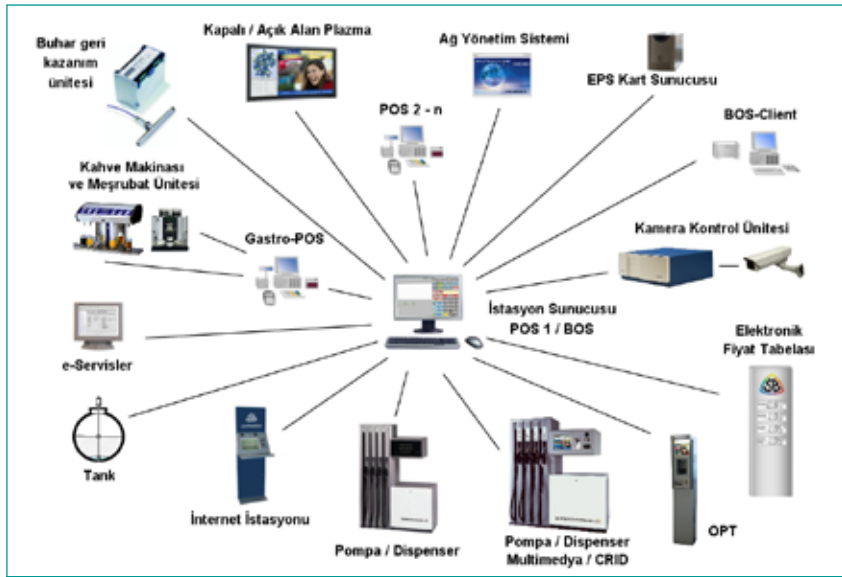 Buhar geri
kazanım
ünitesi
Kapalı / Açık Alan Plazma
Ağ Yönetim Sistemi
EPS Kart Sunucusu
POS 2 - n
BOS-Client
Kahve Makinası
ve Meşrubat Ünitesi
Gastro-POS
Kamera Kontrol Ünitesi
İstasyon Sunucusu
POS 1 / BOS
Elektronik
Fiyat Tabelası
e-Servisler
Tank
İnternet İstasyonu
Pompa / Dispenser
Pompa / Dispenser
Multimedya / CRID
OPT